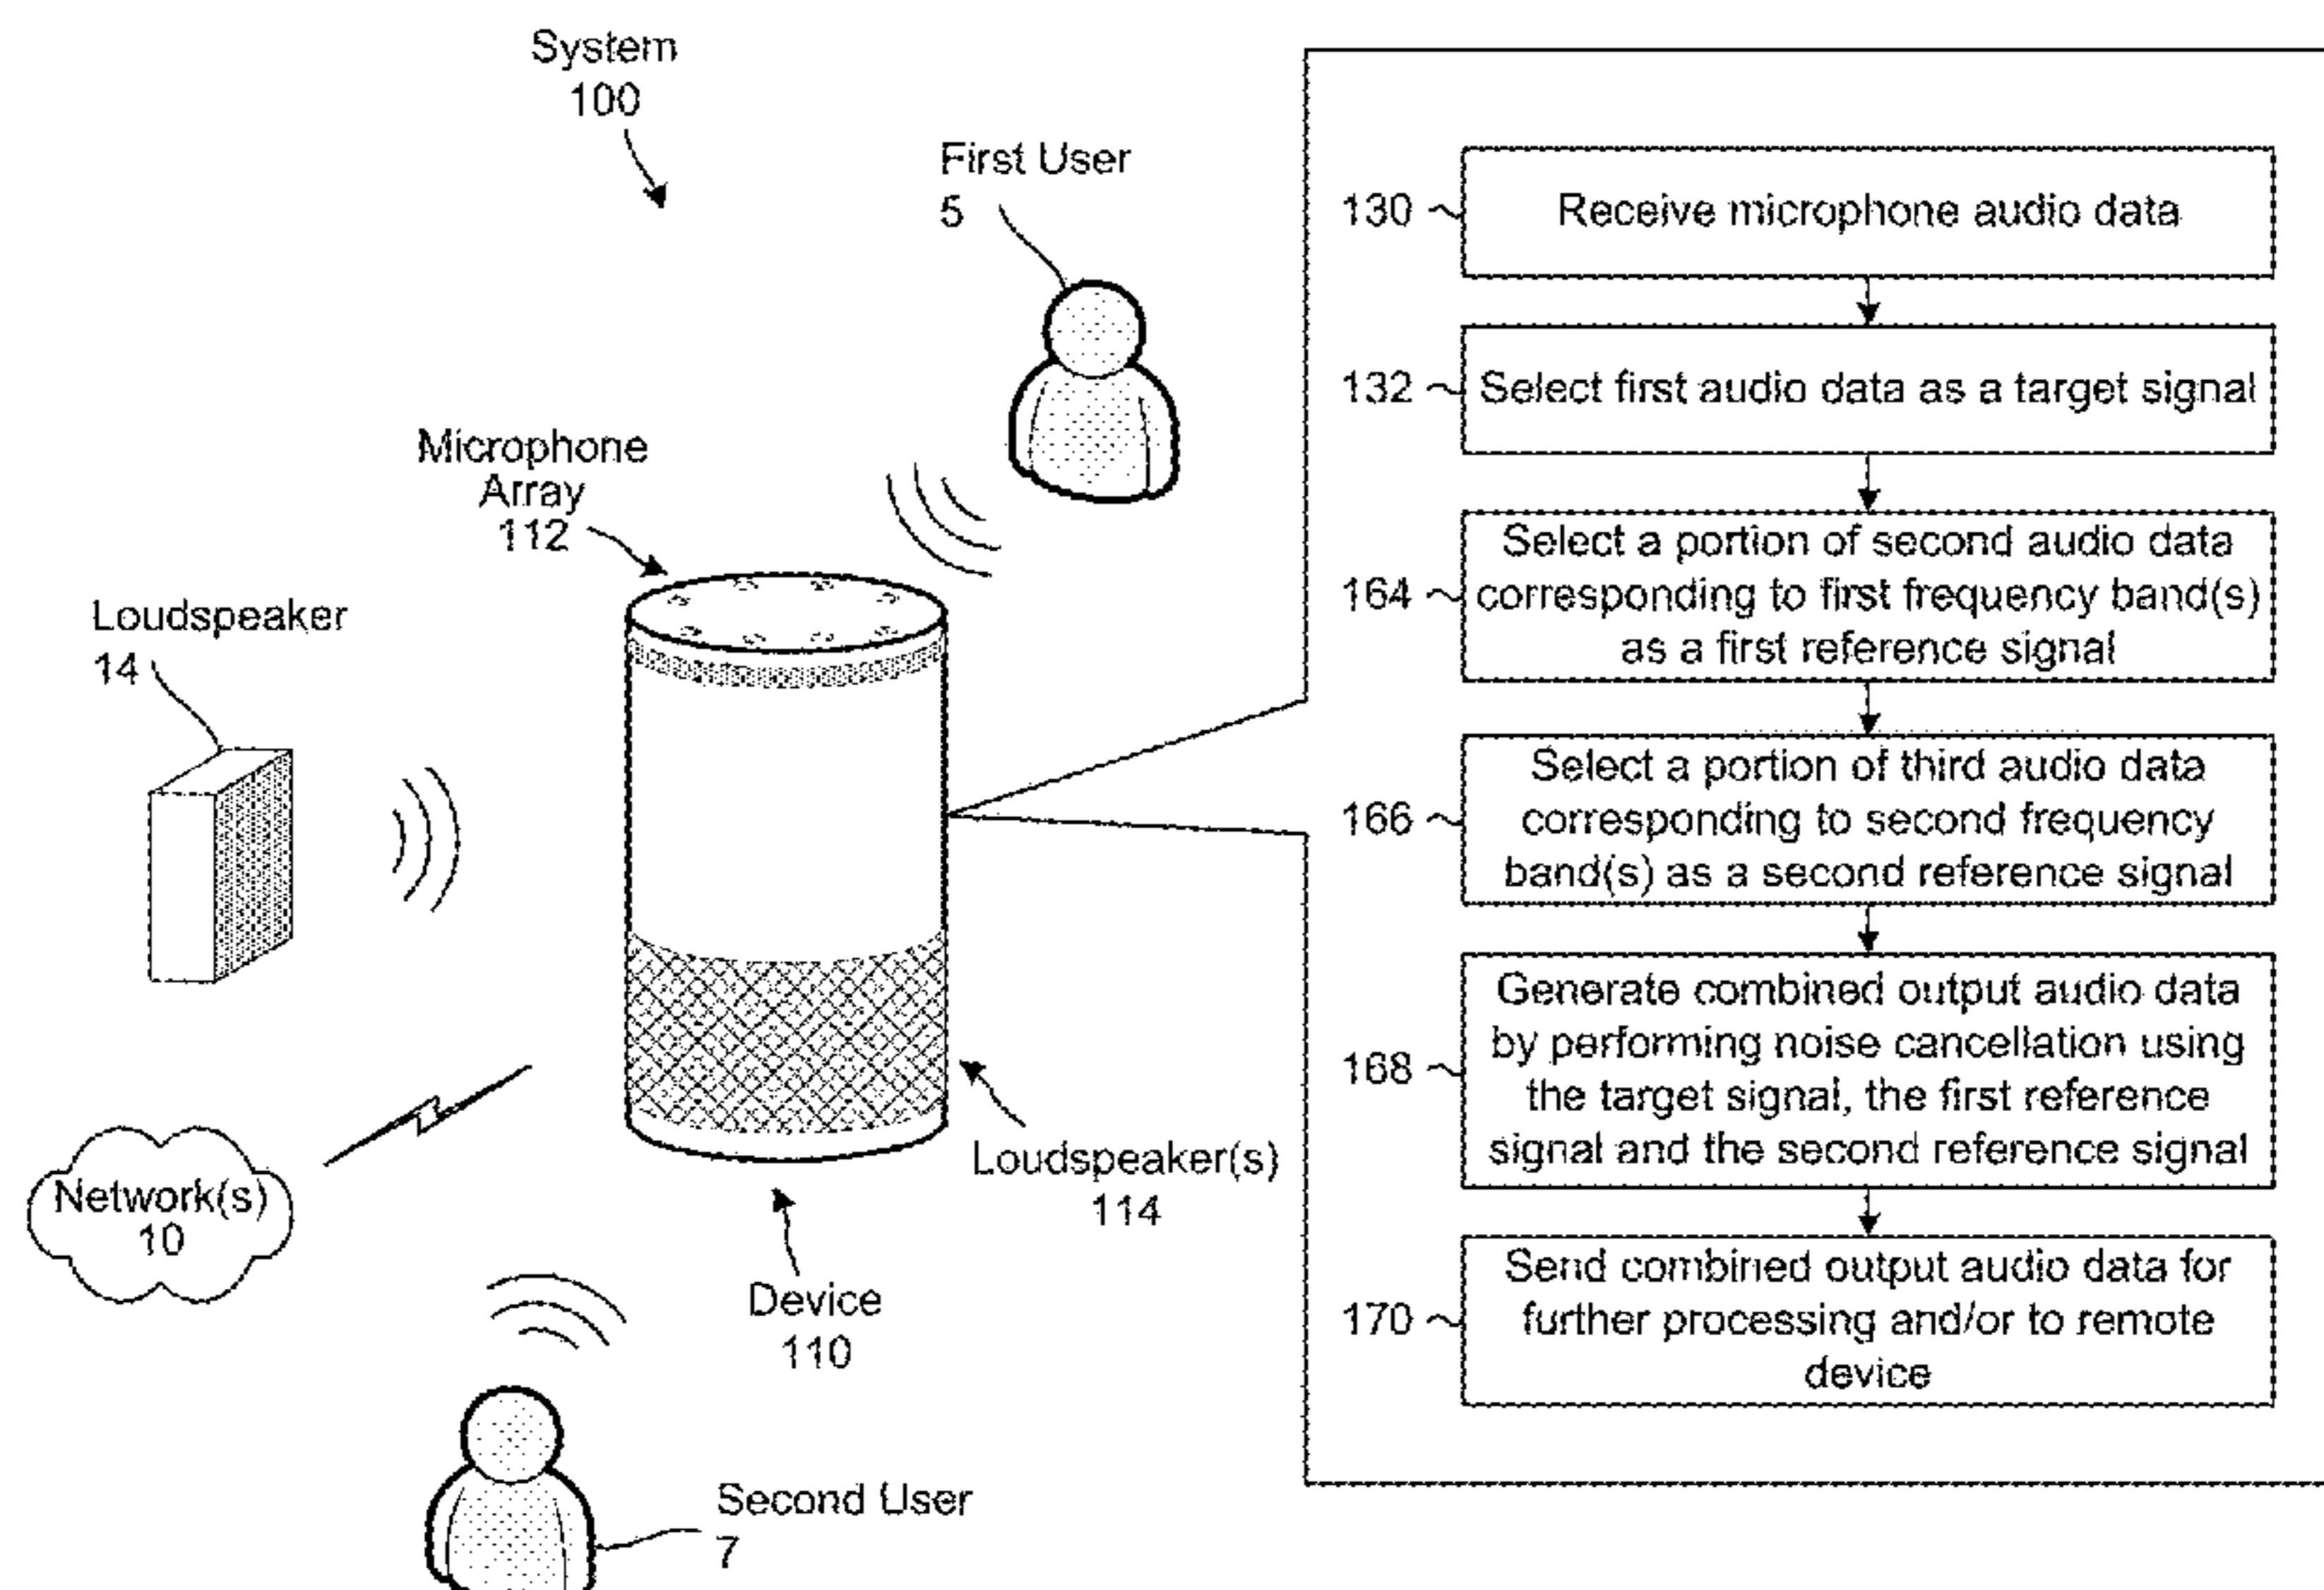 System
100
First User
5
Microphone
Array
112
Loudspeaker
14
Network(s)
10
Loudspeaker(s)
114
Device
110
Second User
7
130
Receive microphone audio data
132
Select first audio data as a target signal
164
Select a portion of second audio data
corresponding to first frequency band(s)
as a first reference signal
166
Select a portion of third audio data
corresponding to second frequency
band(s) as a second reference signal
168
Generate combined output audio data
by performing noise cancellation using
the target signal, the first reference
signal and the second reference signal
170
Send combined output audio data for
further processing and/or to remote
device